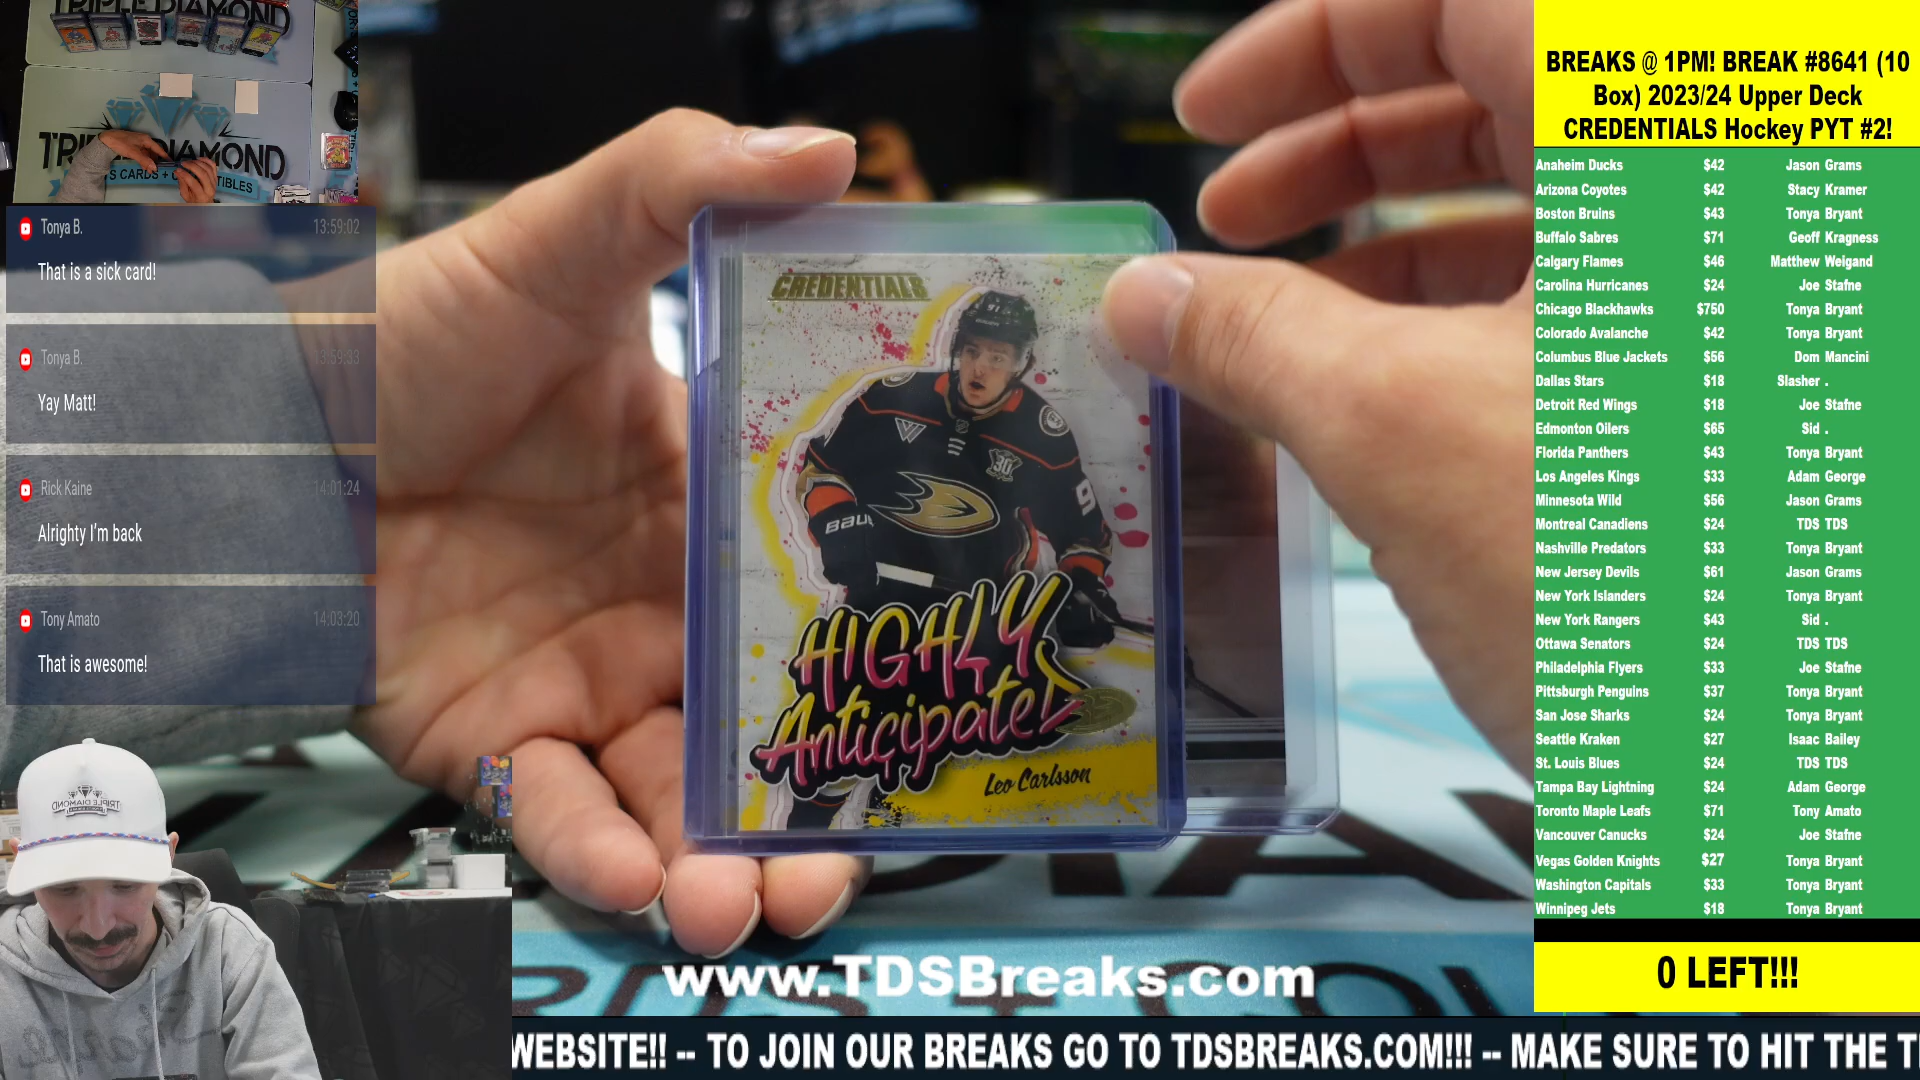 TRIPLE DIAMOND
TRIPLE DIAMOND
S CARDS + C
TIBLES
Tonya B.
13:59:02
That is a sick card!
Tonya B.
13:59:33
Yay Matt!
Rick Kaine
14:01:24
Alrighty I'm back
Tony Amato
14:03:20
That is awesome!
CREDENTIALS
91
30
9
BAU
HIGHLY
Anticipated
Leo Carlsson
TRIPLE DIAMOND
www.TDSBreaks.com
WEBSITE!! -- TO JOIN OUR BREAKS GO TO TDSBREAKS.COM!!! -- MAKE SURE TO HIT THE T
BREAKS @ 1PM! BREAK #8641 (10
Box) 2023/24 Upper Deck
CREDENTIALS Hockey PYT #2!
Anaheim Ducks $42 Jason Grams
Arizona Coyotes $42 Stacy Kramer
Boston Bruins $43 Tonya Bryant
Buffalo Sabres $71 Geoff Kragness
Calgary Flames $46 Matthew Weigand
Carolina Hurricanes $24 Joe Stafne
Chicago Blackhawks $750 Tonya Bryant
Colorado Avalanche $42 Tonya Bryant
Columbus Blue Jackets $56 Dom Mancini
Dallas Stars $18 Slasher .
Detroit Red Wings $18 Joe Stafne
Edmonton Oilers $65 Sid .
Florida Panthers $43 Tonya Bryant
Los Angeles Kings $33 Adam George
Minnesota Wild $56 Jason Grams
Montreal Canadiens $24 TDS TDS
Nashville Predators $33 Tonya Bryant
New Jersey Devils $61 Jason Grams
New York Islanders $24 Tonya Bryant
New York Rangers $43 Sid .
Ottawa Senators $24 TDS TDS
Philadelphia Flyers $33 Joe Stafne
Pittsburgh Penguins $37 Tonya Bryant
San Jose Sharks $24 Tonya Bryant
Seattle Kraken $27 Isaac Bailey
St. Louis Blues $24 TDS TDS
Tampa Bay Lightning $24 Adam George
Toronto Maple Leafs $71 Tony Amato
Vancouver Canucks $24 Joe Stafne
Vegas Golden Knights $27 Tonya Bryant
Washington Capitals $33 Tonya Bryant
Winnipeg Jets $18 Tonya Bryant
0 LEFT!!!